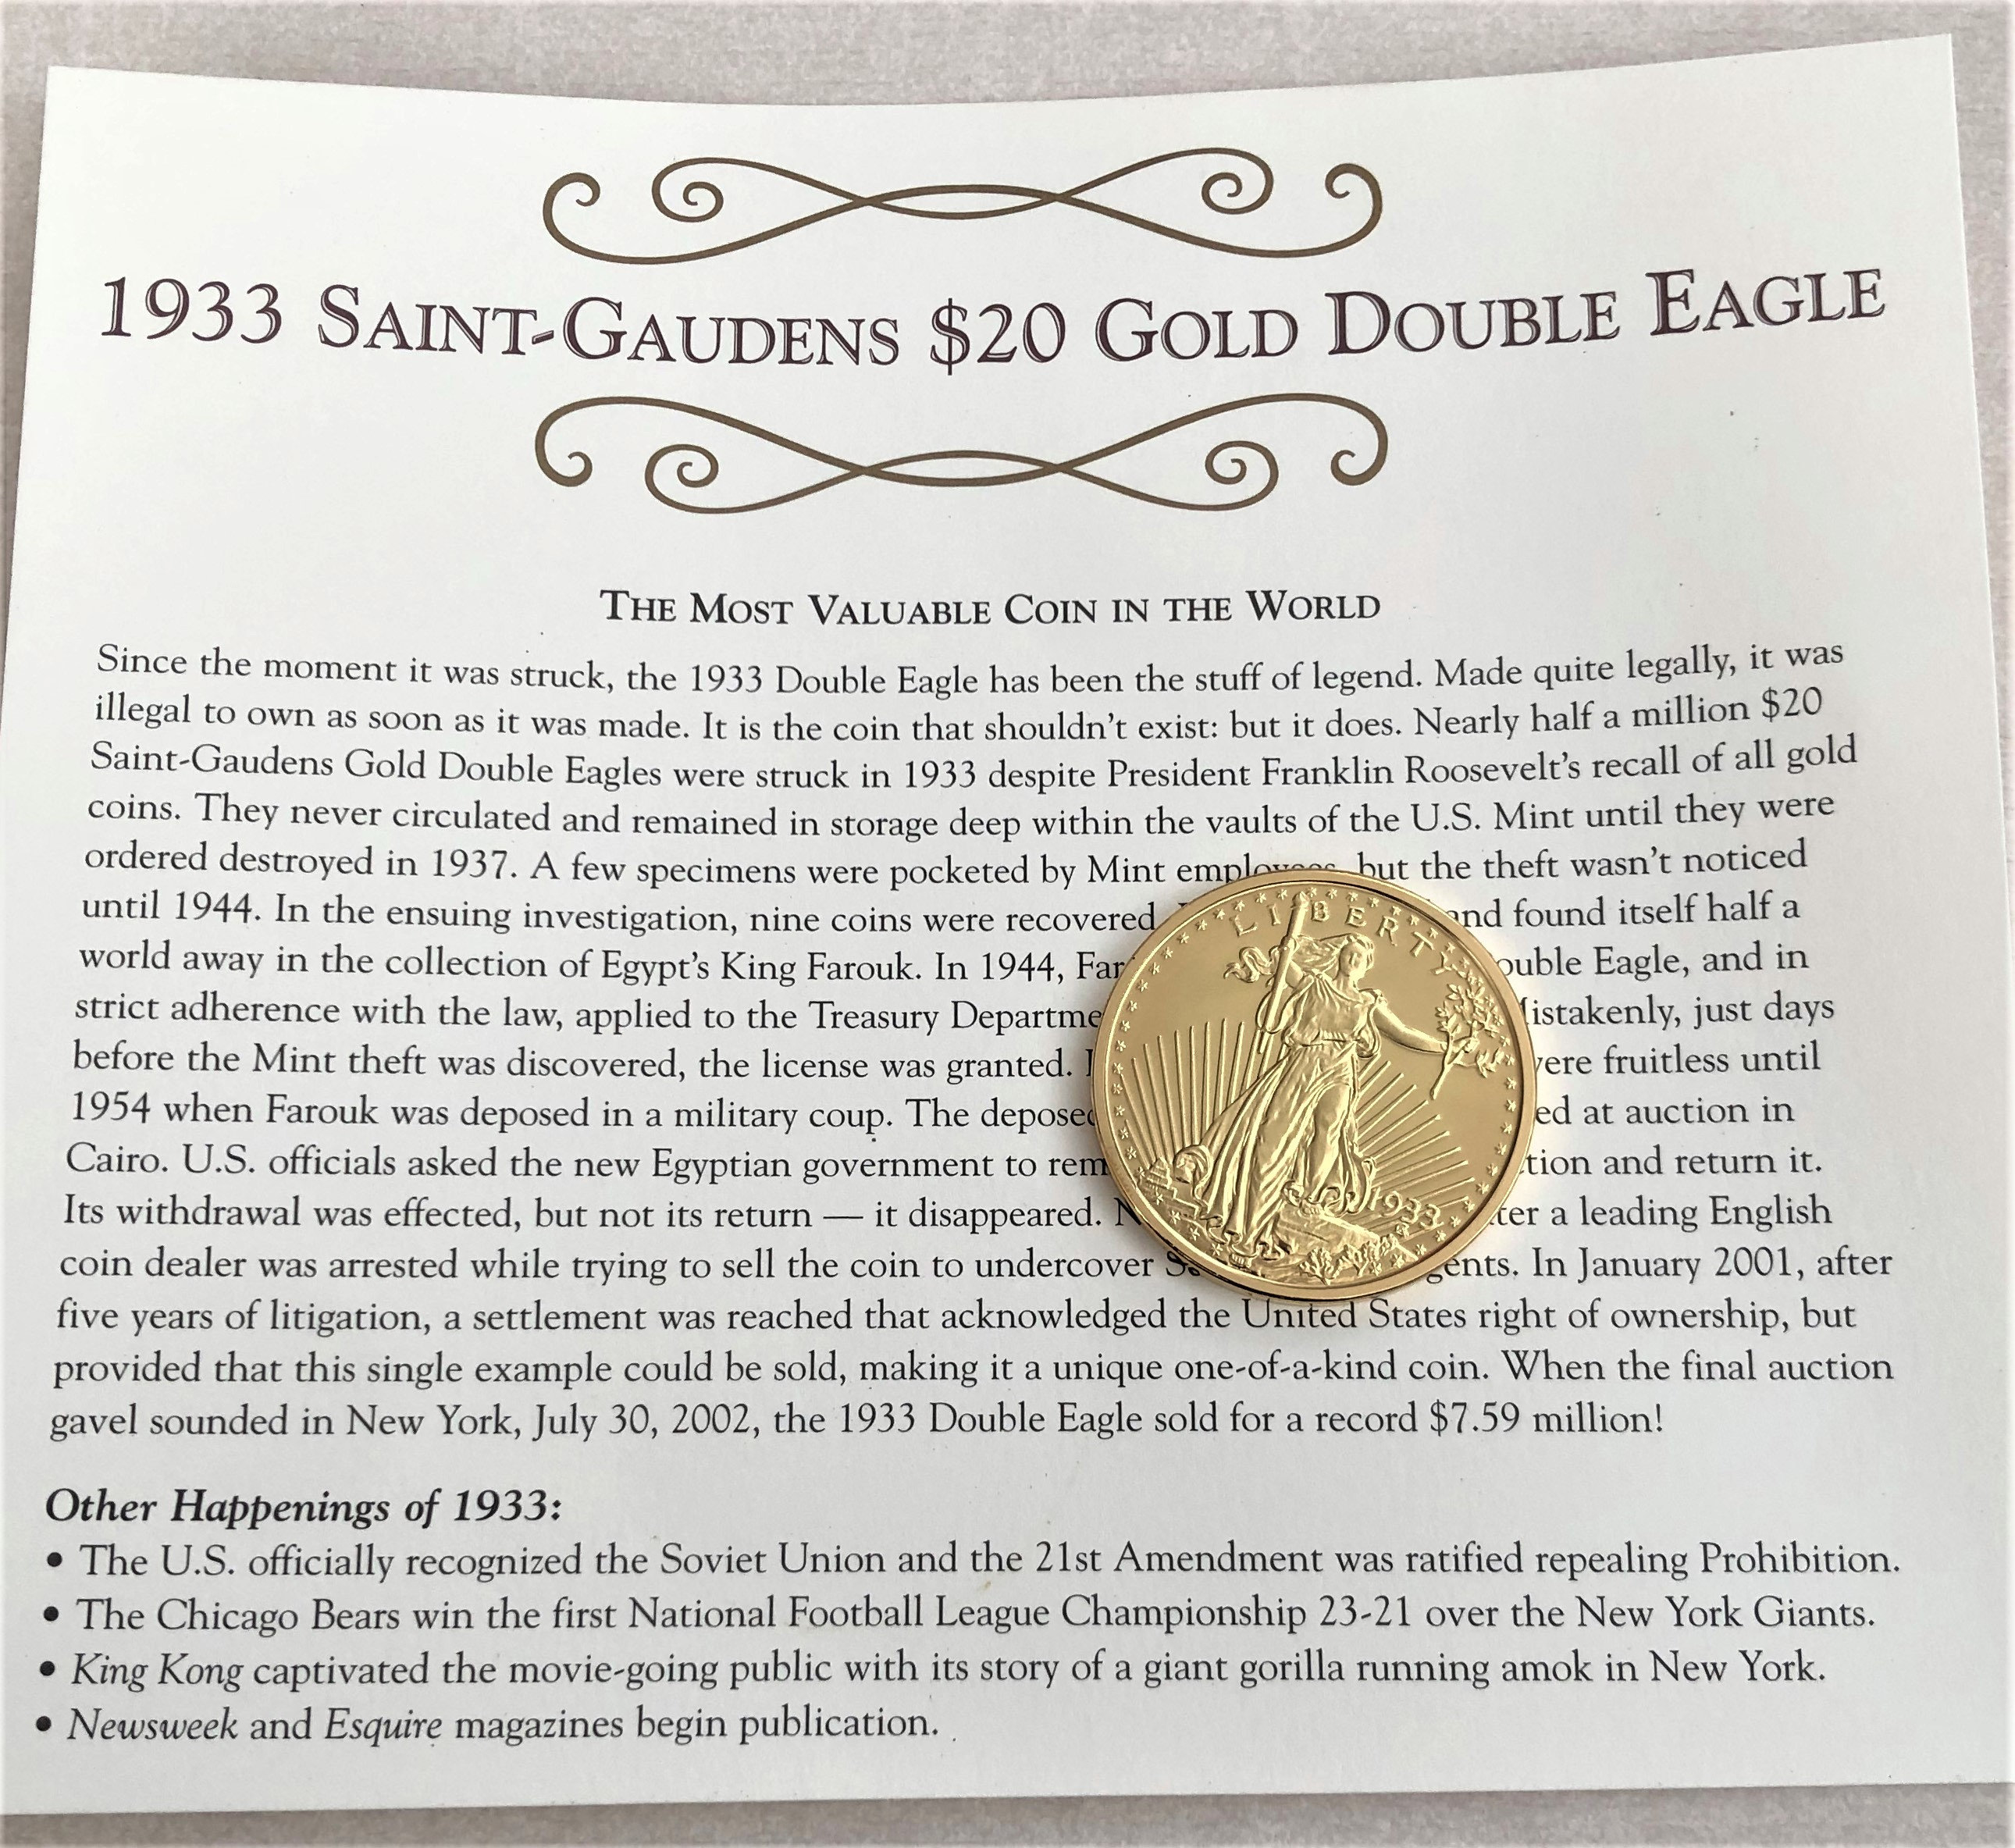 1933 SAINT-GAUDENS $20 GOLD DOUBLE EAGLE
THE MOST VALUABLE COIN IN THE WORLD
Since the moment it was struck, the 1933 Double Eagle has been the stuff of legend. Made quite legally, it was
illegal to own as soon as it was made. It is the coin that shouldn't exist: but it does. Nearly half a million $20
Saint-Gaudens Gold Double Eagles were struck in 1933 despite President Franklin Roosevelt's recall of all gold
coins. They never circulated and remained in storage deep within the vaults of the U.S. Mint until they were
ordered destroyed in 1937. A few specimens were pocketed by Mint employees, but the theft wasn't noticed
until 1944. In the ensuing investigation, nine coins were recovered and found itself half a
world away in the collection of Egypt's King Farouk. In 1944, Eagle, and in
strict adherence with the law, applied to the Treasury just days
before the Mint theft was discovered, the license was granted. fruitless until
1954 when Farouk was deposed in a military coup. The at auction in
Cairo. U.S. officials asked the new Egyptian government to and return it.
Its withdrawal was effected, but not its return — it disappeared. a leading English
coin dealer was arrested while trying to sell the coin to undercover In January 2001, after
five years of litigation, a settlement was reached that acknowledged the United States right of ownership, but
provided that this single example could be sold, making it a unique one-of-a-kind coin. When the final auction
gavel sounded in New York, July 30, 2002, the 1933 Double Eagle sold for a record $7.59 million!
LIBERTY
1933
Other Happenings of 1933:
• The U.S. officially recognized the Soviet Union and the 21st Amendment was ratified repealing Prohibition.
• The Chicago Bears win the first National Football League Championship 23-21 over the New York Giants.
• King Kong captivated the movie-going public with its story of a giant gorilla running amok in New York.
• Newsweek and Esquire magazines begin publication.